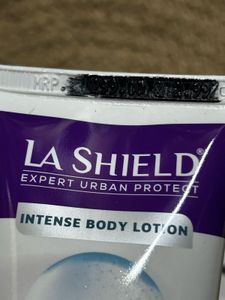 MRP.
LA SHIELD®
EXPERT URBAN PROTECT
INTENSE BODY LOTION